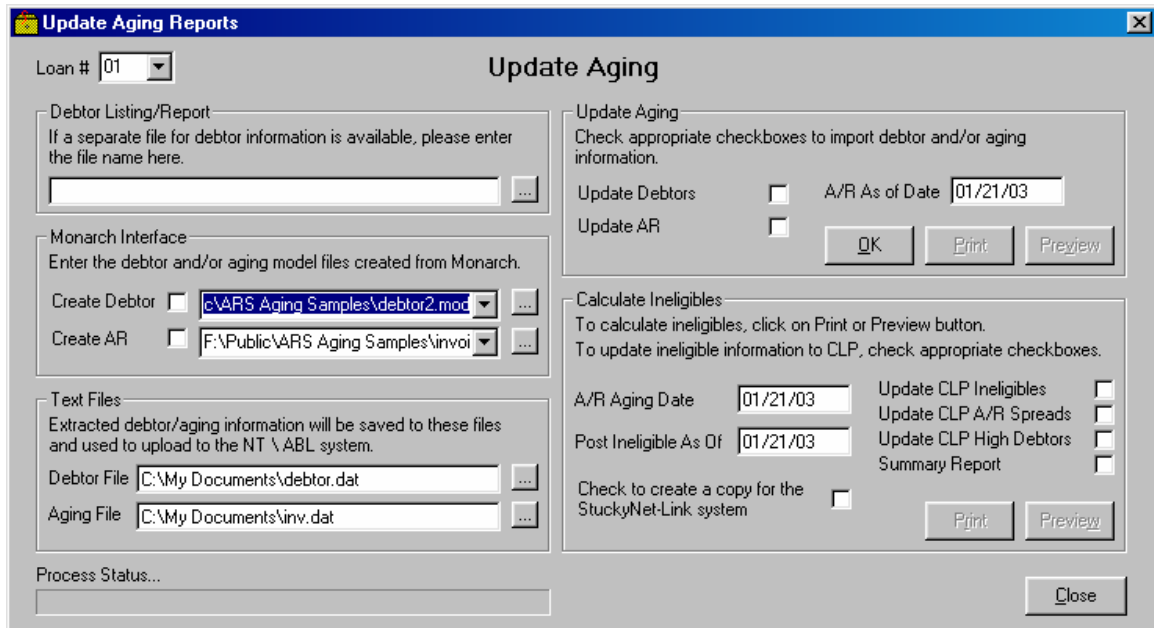 Update Aging Reports
Loan # 01
Update Aging
Debtor Listing/Report
If a separate file for debtor information is available, please enter
the file name here.
...
Monarch Interface
Enter the debtor and/or aging model files created from Monarch.
Create Debtor c\ARS Aging Samples\debtor2.mod ...
Create AR F:\Public\ARS Aging Samples\invoi ...
Text Files
Extracted debtor/aging information will be saved to these files
and used to upload to the NT \ ABL system.
Debtor File C:\My Documents\debtor.dat ...
Aging File C:\My Documents\inv.dat ...
Process Status...
Update Aging
Check appropriate checkboxes to import debtor and/or aging
information.
Update Debtors A/R As of Date 01/21/03
Update AR
OK Print Preview
Calculate Ineligibles
To calculate ineligibles, click on Print or Preview button.
To update ineligible information to CLP, check appropriate checkboxes.
A/R Aging Date 01/21/03
Post Ineligible As Of 01/21/03
Update CLP Ineligibles
Update CLP A/R Spreads
Update CLP High Debtors
Summary Report
Check to create a copy for the
StuckyNet-Link system
Print Preview
Close